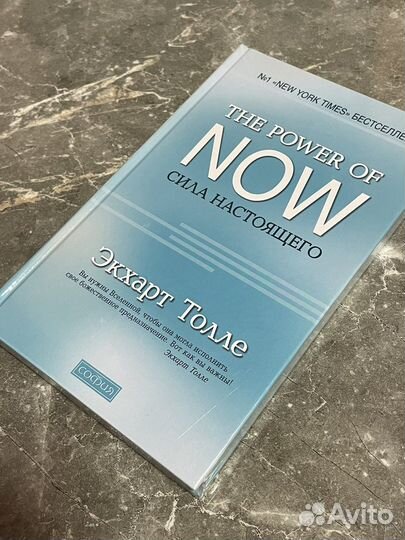 №1 «NEW YORK TIMES» БЕСТСЕЛЛЕ
THE POWER OF
NOW
СИЛА НАСТОЯЩЕГО
Экхарт Толле
Вы нужны Вселенной, чтобы она могла исполнить
свое божественное предназначение. Вот как вы важны!
Экхарт Толле
СОФИЯ
Avito